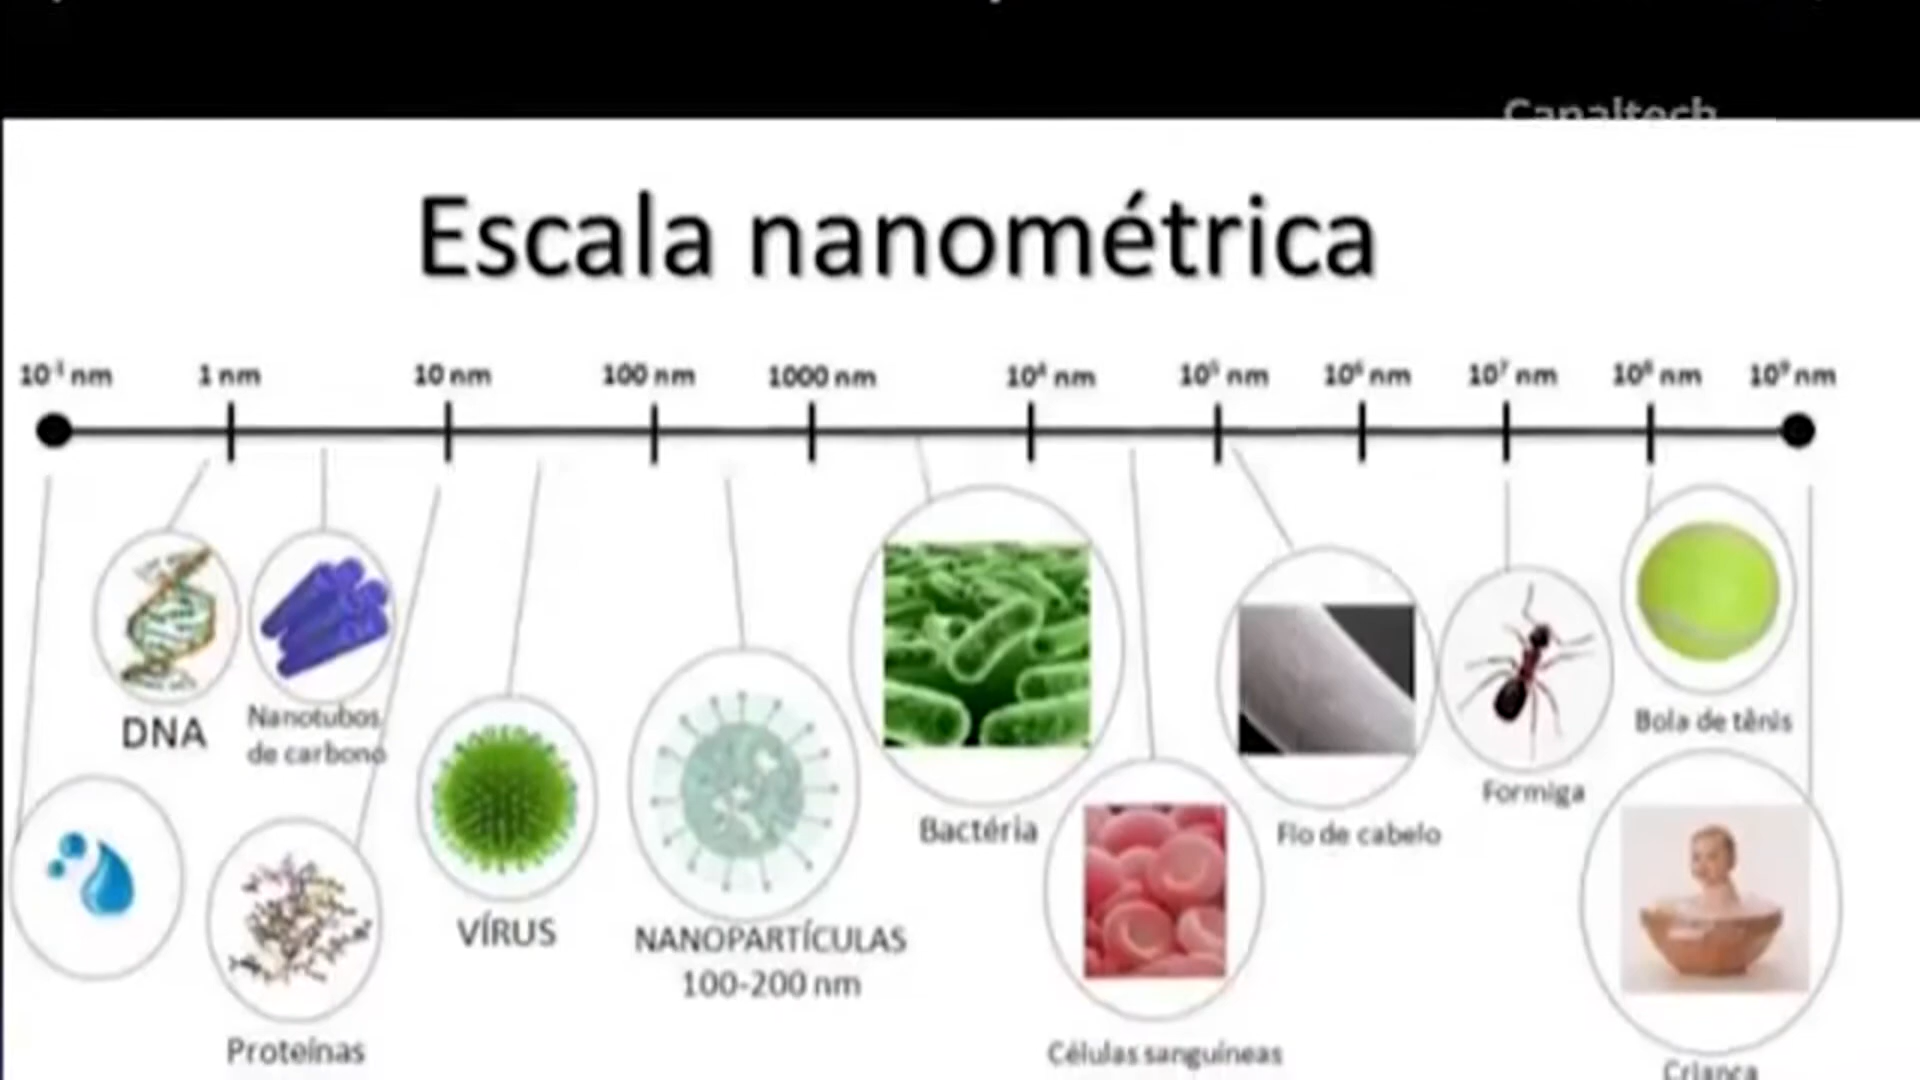 Canaltech
Escala nanométrica
10⁻¹ nm
1 nm
10 nm
100 nm
1000 nm
10⁴ nm
10⁵ nm
10⁶ nm
10⁷ nm
10⁸ nm
10⁹ nm
DNA
Nanotubos
de carbono
Proteínas
VÍRUS
NANOPARTÍCULAS
100-200 nm
Bactéria
Células sanguíneas
Fio de cabelo
Formiga
Bola de tênis
Criança